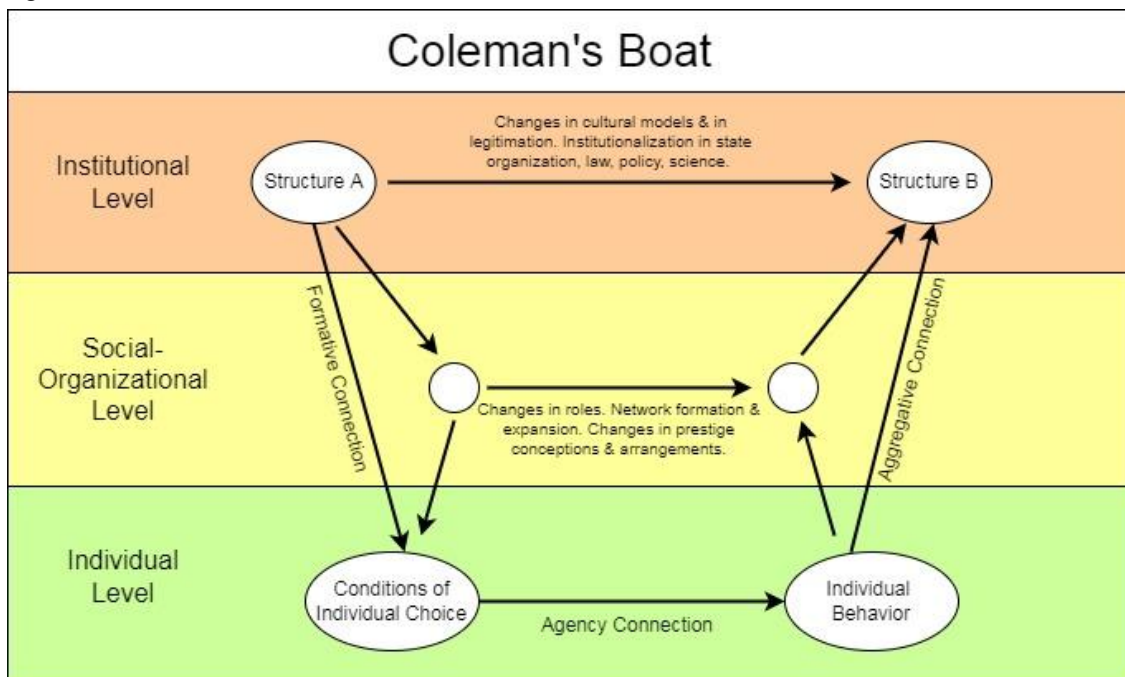 Coleman's Boat
Institutional
Level
Structure A
Changes in cultural models & in
legitimation. Institutionalization in state
organization, law, policy, science.
Structure B
Formative Connection
Social-
Organizational
Level
Changes in roles. Network formation &
expansion. Changes in prestige
conceptions & arrangements.
Aggregative Connection
Individual
Level
Conditions of
Individual Choice
Agency Connection
Individual
Behavior